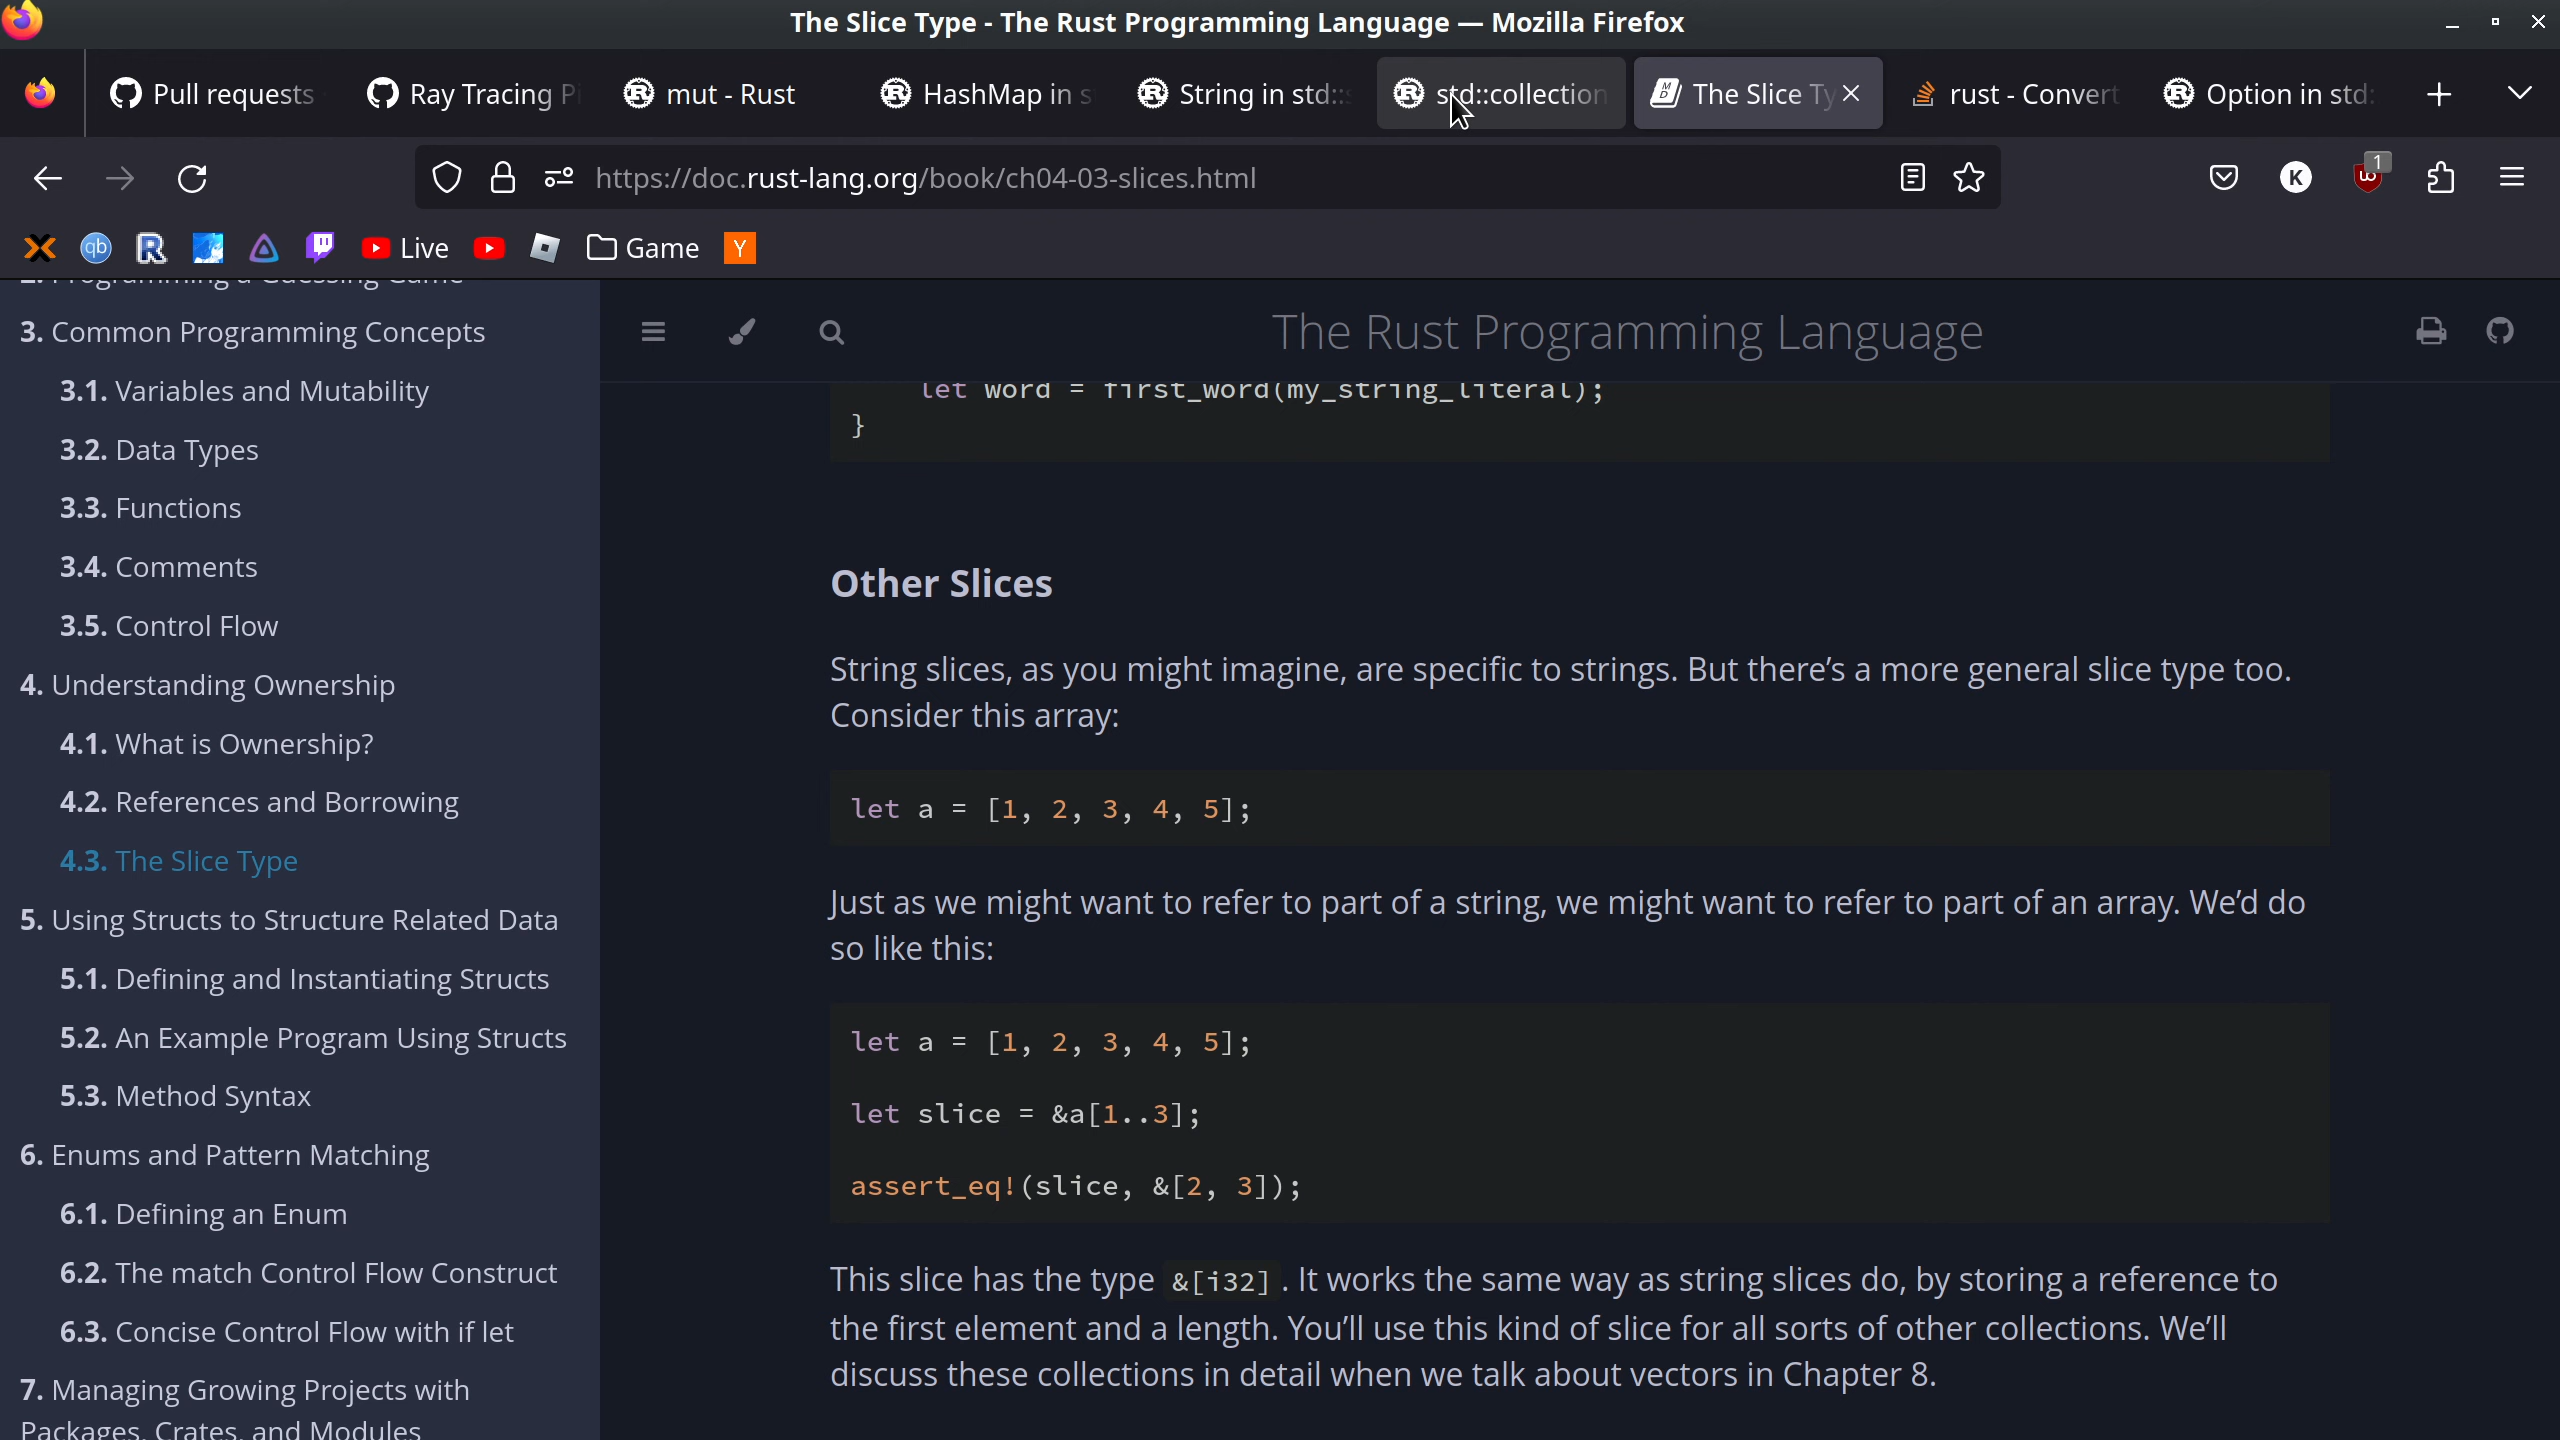 The Slice Type - The Rust Programming Language — Mozilla Firefox
Pull requests
Ray Tracing Pi
mut - Rust
HashMap in s
String in std::s
std::collection
The Slice Ty
rust - Convert
Option in std:
https://doc.rust-lang.org/book/ch04-03-slices.html
K
1
qb
R
Live
Game
Y
2. Programming a Guessing Game
3. Common Programming Concepts
3.1. Variables and Mutability
3.2. Data Types
3.3. Functions
3.4. Comments
3.5. Control Flow
4. Understanding Ownership
4.1. What is Ownership?
4.2. References and Borrowing
4.3. The Slice Type
5. Using Structs to Structure Related Data
5.1. Defining and Instantiating Structs
5.2. An Example Program Using Structs
5.3. Method Syntax
6. Enums and Pattern Matching
6.1. Defining an Enum
6.2. The match Control Flow Construct
6.3. Concise Control Flow with if let
7. Managing Growing Projects with
Packages, Crates, and Modules
The Rust Programming Language
let word = first_word(my_string_literal);
}
Other Slices
String slices, as you might imagine, are specific to strings. But there’s a more general slice type too.
Consider this array:
let a = [1, 2, 3, 4, 5];
Just as we might want to refer to part of a string, we might want to refer to part of an array. We’d do
so like this:
let a = [1, 2, 3, 4, 5];
let slice = &a[1..3];
assert_eq!(slice, &[2, 3]);
This slice has the type &[i32]. It works the same way as string slices do, by storing a reference to
the first element and a length. You’ll use this kind of slice for all sorts of other collections. We’ll
discuss these collections in detail when we talk about vectors in Chapter 8.